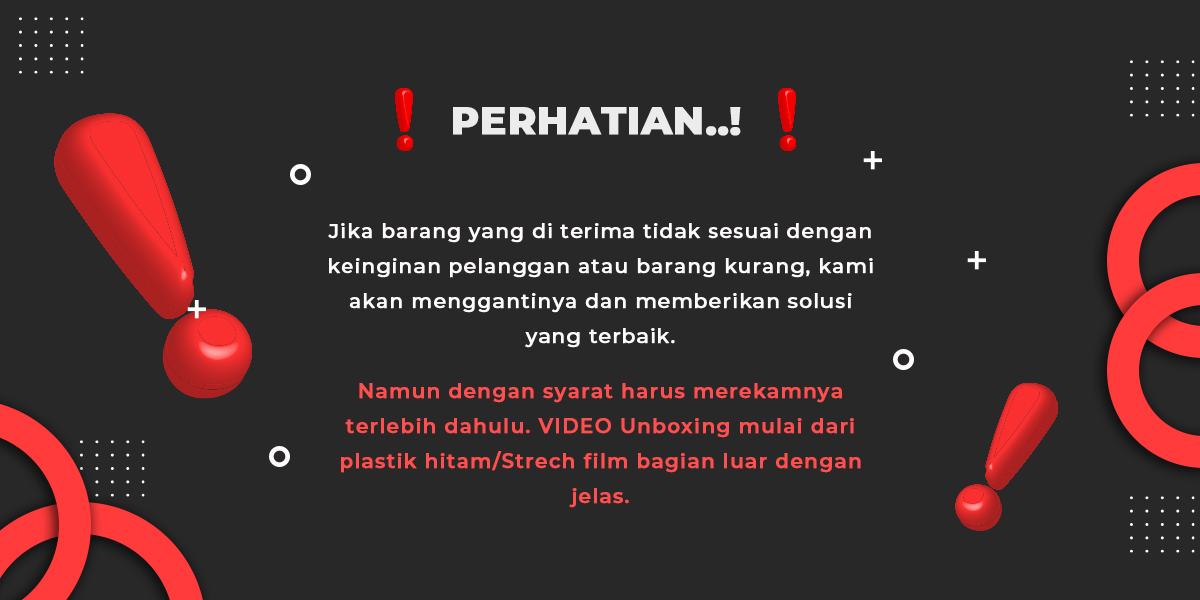 PERHATIAN..!
Jika barang yang di terima tidak sesuai dengan
keinginan pelanggan atau barang kurang, kami
akan menggantinya dan memberikan solusi
yang terbaik.
Namun dengan syarat harus merekamnya
terlebih dahulu. VIDEO Unboxing mulai dari
plastik hitam/Strech film bagian luar dengan
jelas.